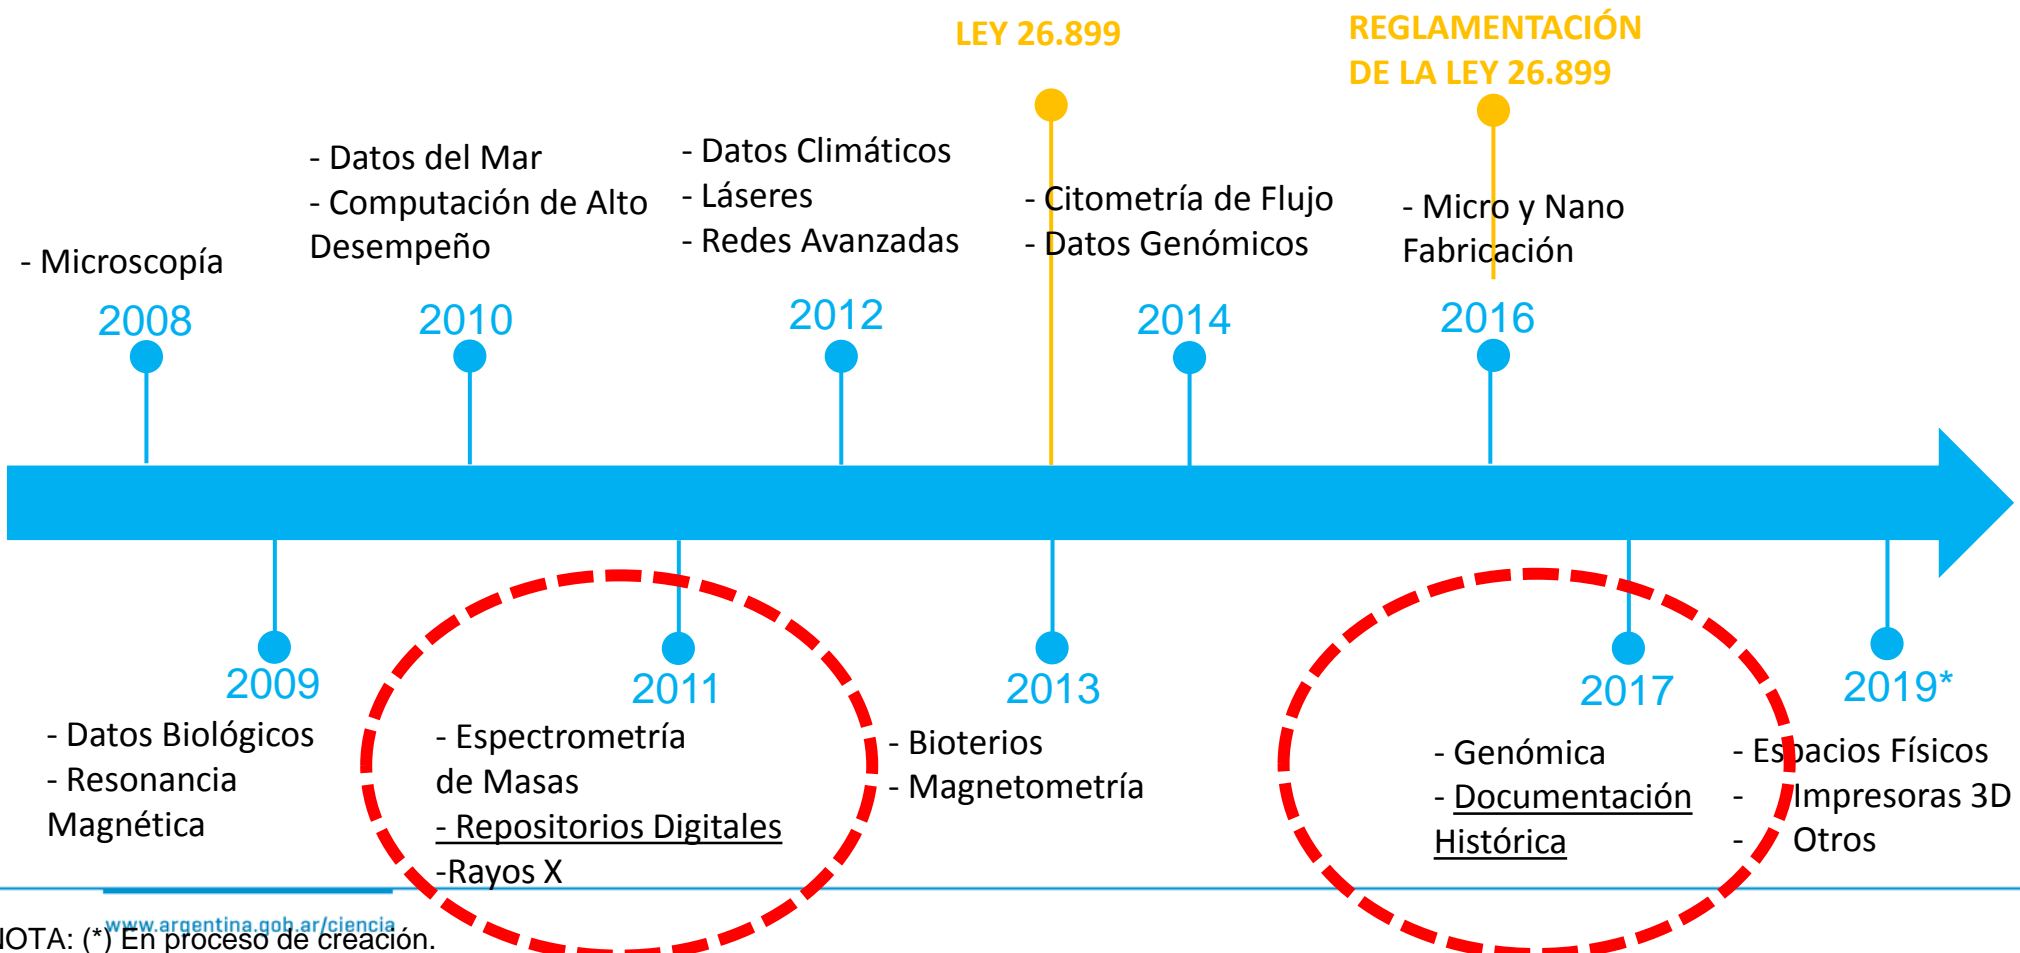 LEY 26.899
REGLAMENTACIÓN
DE LA LEY 26.899
- Microscopía
2008
- Datos del Mar
- Computación de Alto
Desempeño
2010
- Datos Climáticos
- Láseres
- Redes Avanzadas
2012
- Citometría de Flujo
- Datos Genómicos
2014
- Micro y Nano
Fabricación
2016
2009
- Datos Biológicos
- Resonancia
Magnética
2011
- Espectrometría
de Masas
- Repositorios Digitales
-Rayos X
2013
- Bioterios
- Magnetometría
2017
- Genómica
- Documentación
Histórica
2019*
- Espacios Físicos
- Impresoras 3D
- Otros
www.argentina.gob.ar/ciencia
NOTA: (*) En proceso de creación.